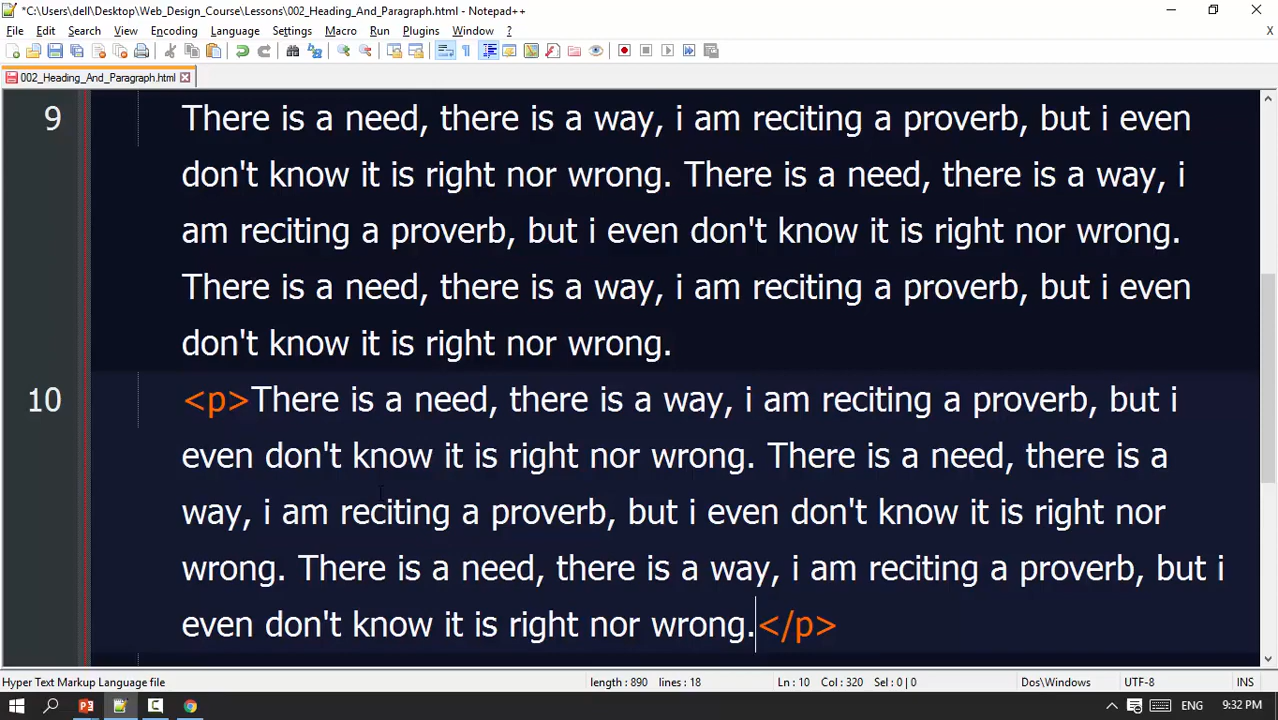 *C:\Users\dell\Desktop\Web_Design_Course\Lessons\002_Heading_And_Paragraph.html - Notepad++
File Edit Search View Encoding Language Settings Macro Run Plugins Window ? X
002_Heading_And_Paragraph.html
9 There is a need, there is a way, i am reciting a proverb, but i even
don't know it is right nor wrong. There is a need, there is a way, i
am reciting a proverb, but i even don't know it is right nor wrong.
There is a need, there is a way, i am reciting a proverb, but i even
don't know it is right nor wrong.
10 <p>There is a need, there is a way, i am reciting a proverb, but i
even don't know it is right nor wrong. There is a need, there is a
way, i am reciting a proverb, but i even don't know it is right nor
wrong. There is a need, there is a way, i am reciting a proverb, but i
even don't know it is right nor wrong.</p>
Hyper Text Markup Language file length : 890 lines : 18 Ln : 10 Col : 320 Sel : 0 | 0 Dos\Windows UTF-8 INS
ENG 9:32 PM